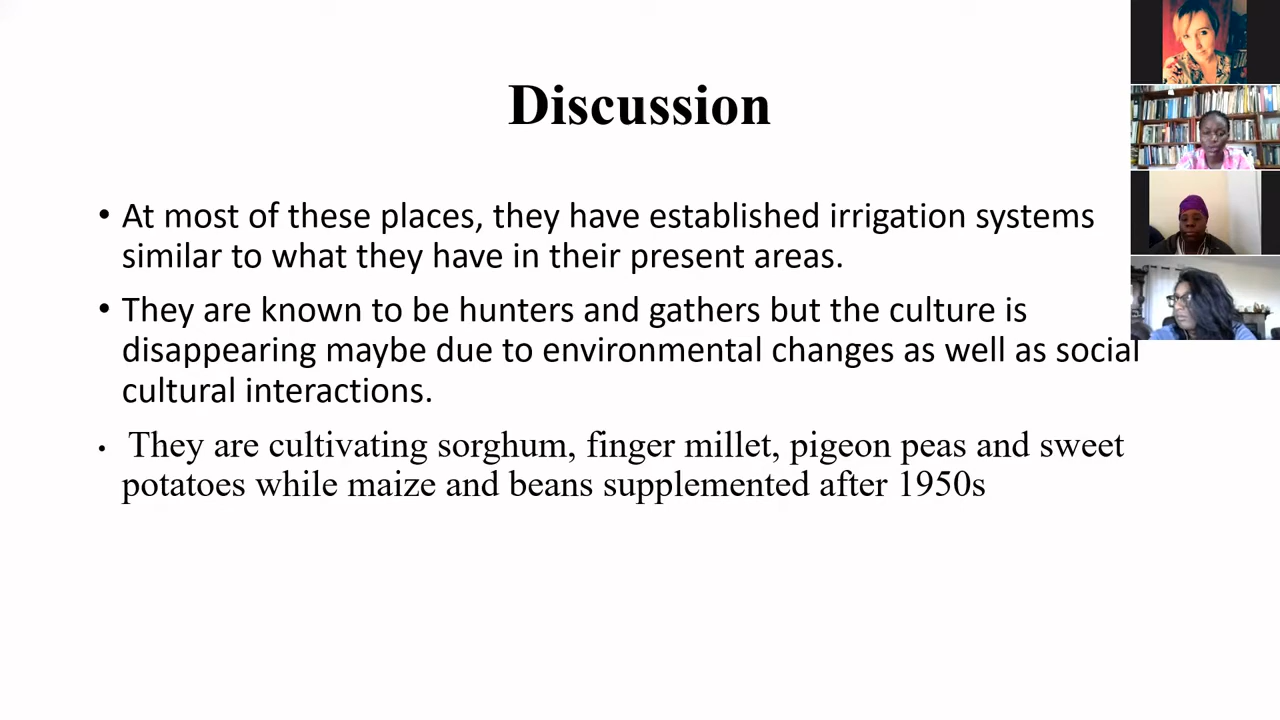 Discussion
• At most of these places, they have established irrigation systems
similar to what they have in their present areas.
• They are known to be hunters and gathers but the culture is
disappearing maybe due to environmental changes as well as social
cultural interactions.
• They are cultivating sorghum, finger millet, pigeon peas and sweet
potatoes while maize and beans supplemented after 1950s